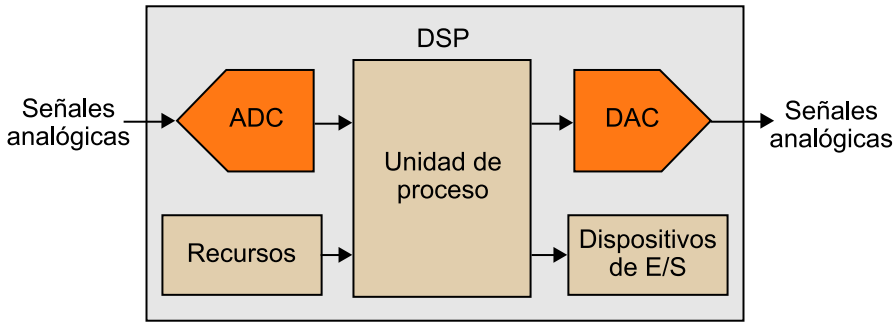 DSP
Señales
analógicas
ADC
Unidad de
proceso
DAC
Señales
analógicas
Recursos
Dispositivos
de E/S